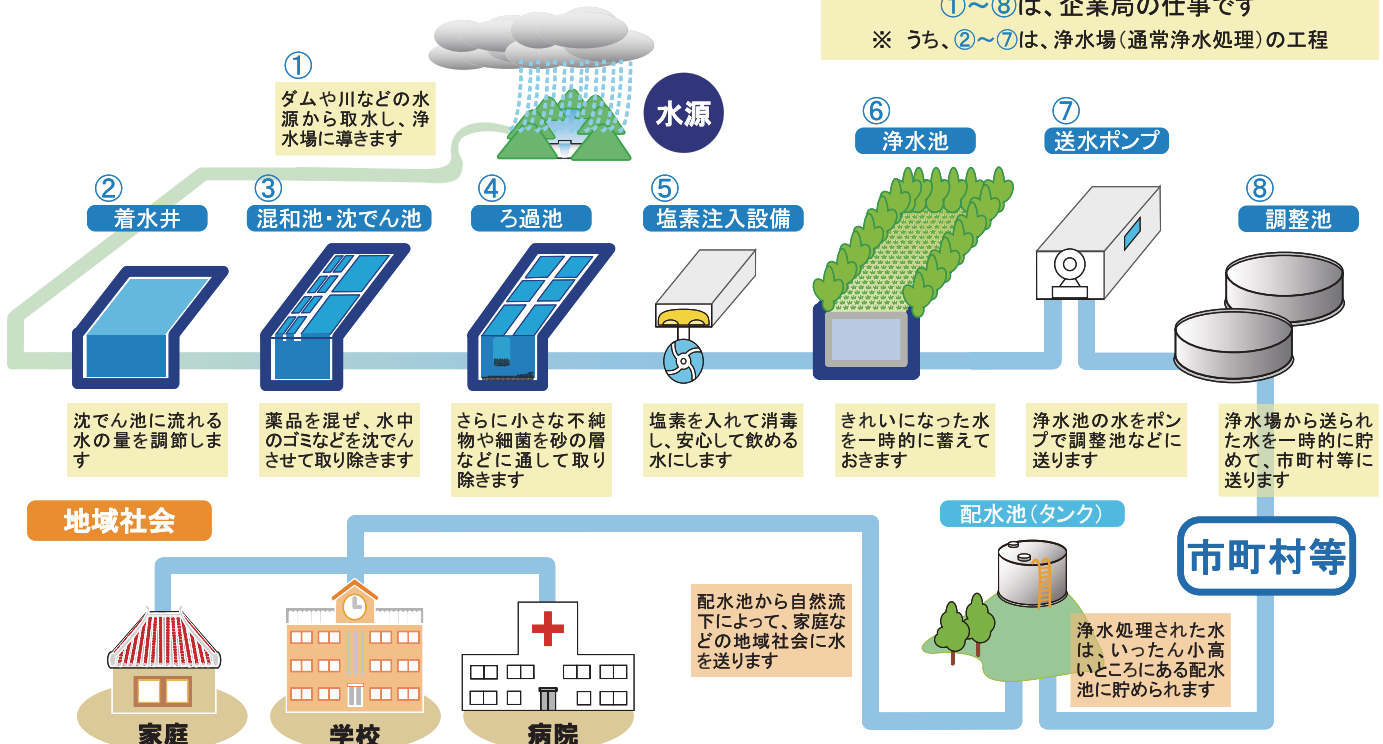 ①～⑧は、企業局の仕事です
※ うち、②～⑦は、浄水場（通常浄水処理）の工程
①
ダムや川などの水
源から取水し、浄
水場に導きます
水源
②
着水井
③
混和池・沈でん池
④
ろ過池
⑤
塩素注入設備
⑥
浄水池
⑦
送水ポンプ
⑧
調整池
沈でん池に流れる
水の量を調節しま
す
薬品を混ぜ、水中
のゴミなどを沈でん
させて取り除きます
さらに小さな不純
物や細菌を砂の層
などに通して取り
除きます
塩素を入れて消毒
し、安心して飲める
水にします
きれいになった水
を一時的に蓄えて
おきます
浄水池の水をポン
プで調整池などに
送ります
浄水場から送られ
た水を一時的に貯
めて、市町村等に
送ります
地域社会
配水池（タンク）
市町村等
配水池から自然流
下によって、家庭な
どの地域社会に水
を送ります
浄水処理された水
は、いったん小高
いところにある配水
池に貯められます
家庭
学校
病院